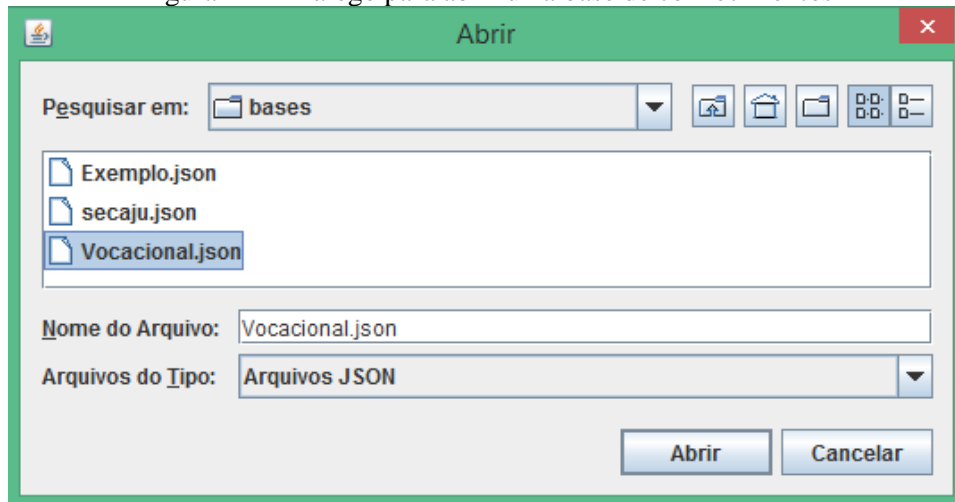 Abrir
Pesquisar em: bases
Exemplo.json
secaju.json
Vocacional.json
Nome do Arquivo: Vocacional.json
Arquivos do Tipo: Arquivos JSON
Abrir Cancelar